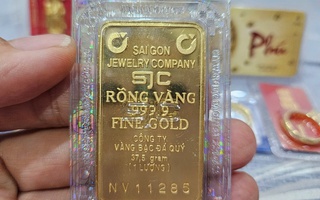 SAIGON
JEWELRY COMPANY
SJC
RỒNG VÀNG
999.9
FINE GOLD
CÔNG TY
VÀNG BẠC ĐÁ QUÝ
37,5 gram
(1 LƯỢNG)
NV11285
Phú